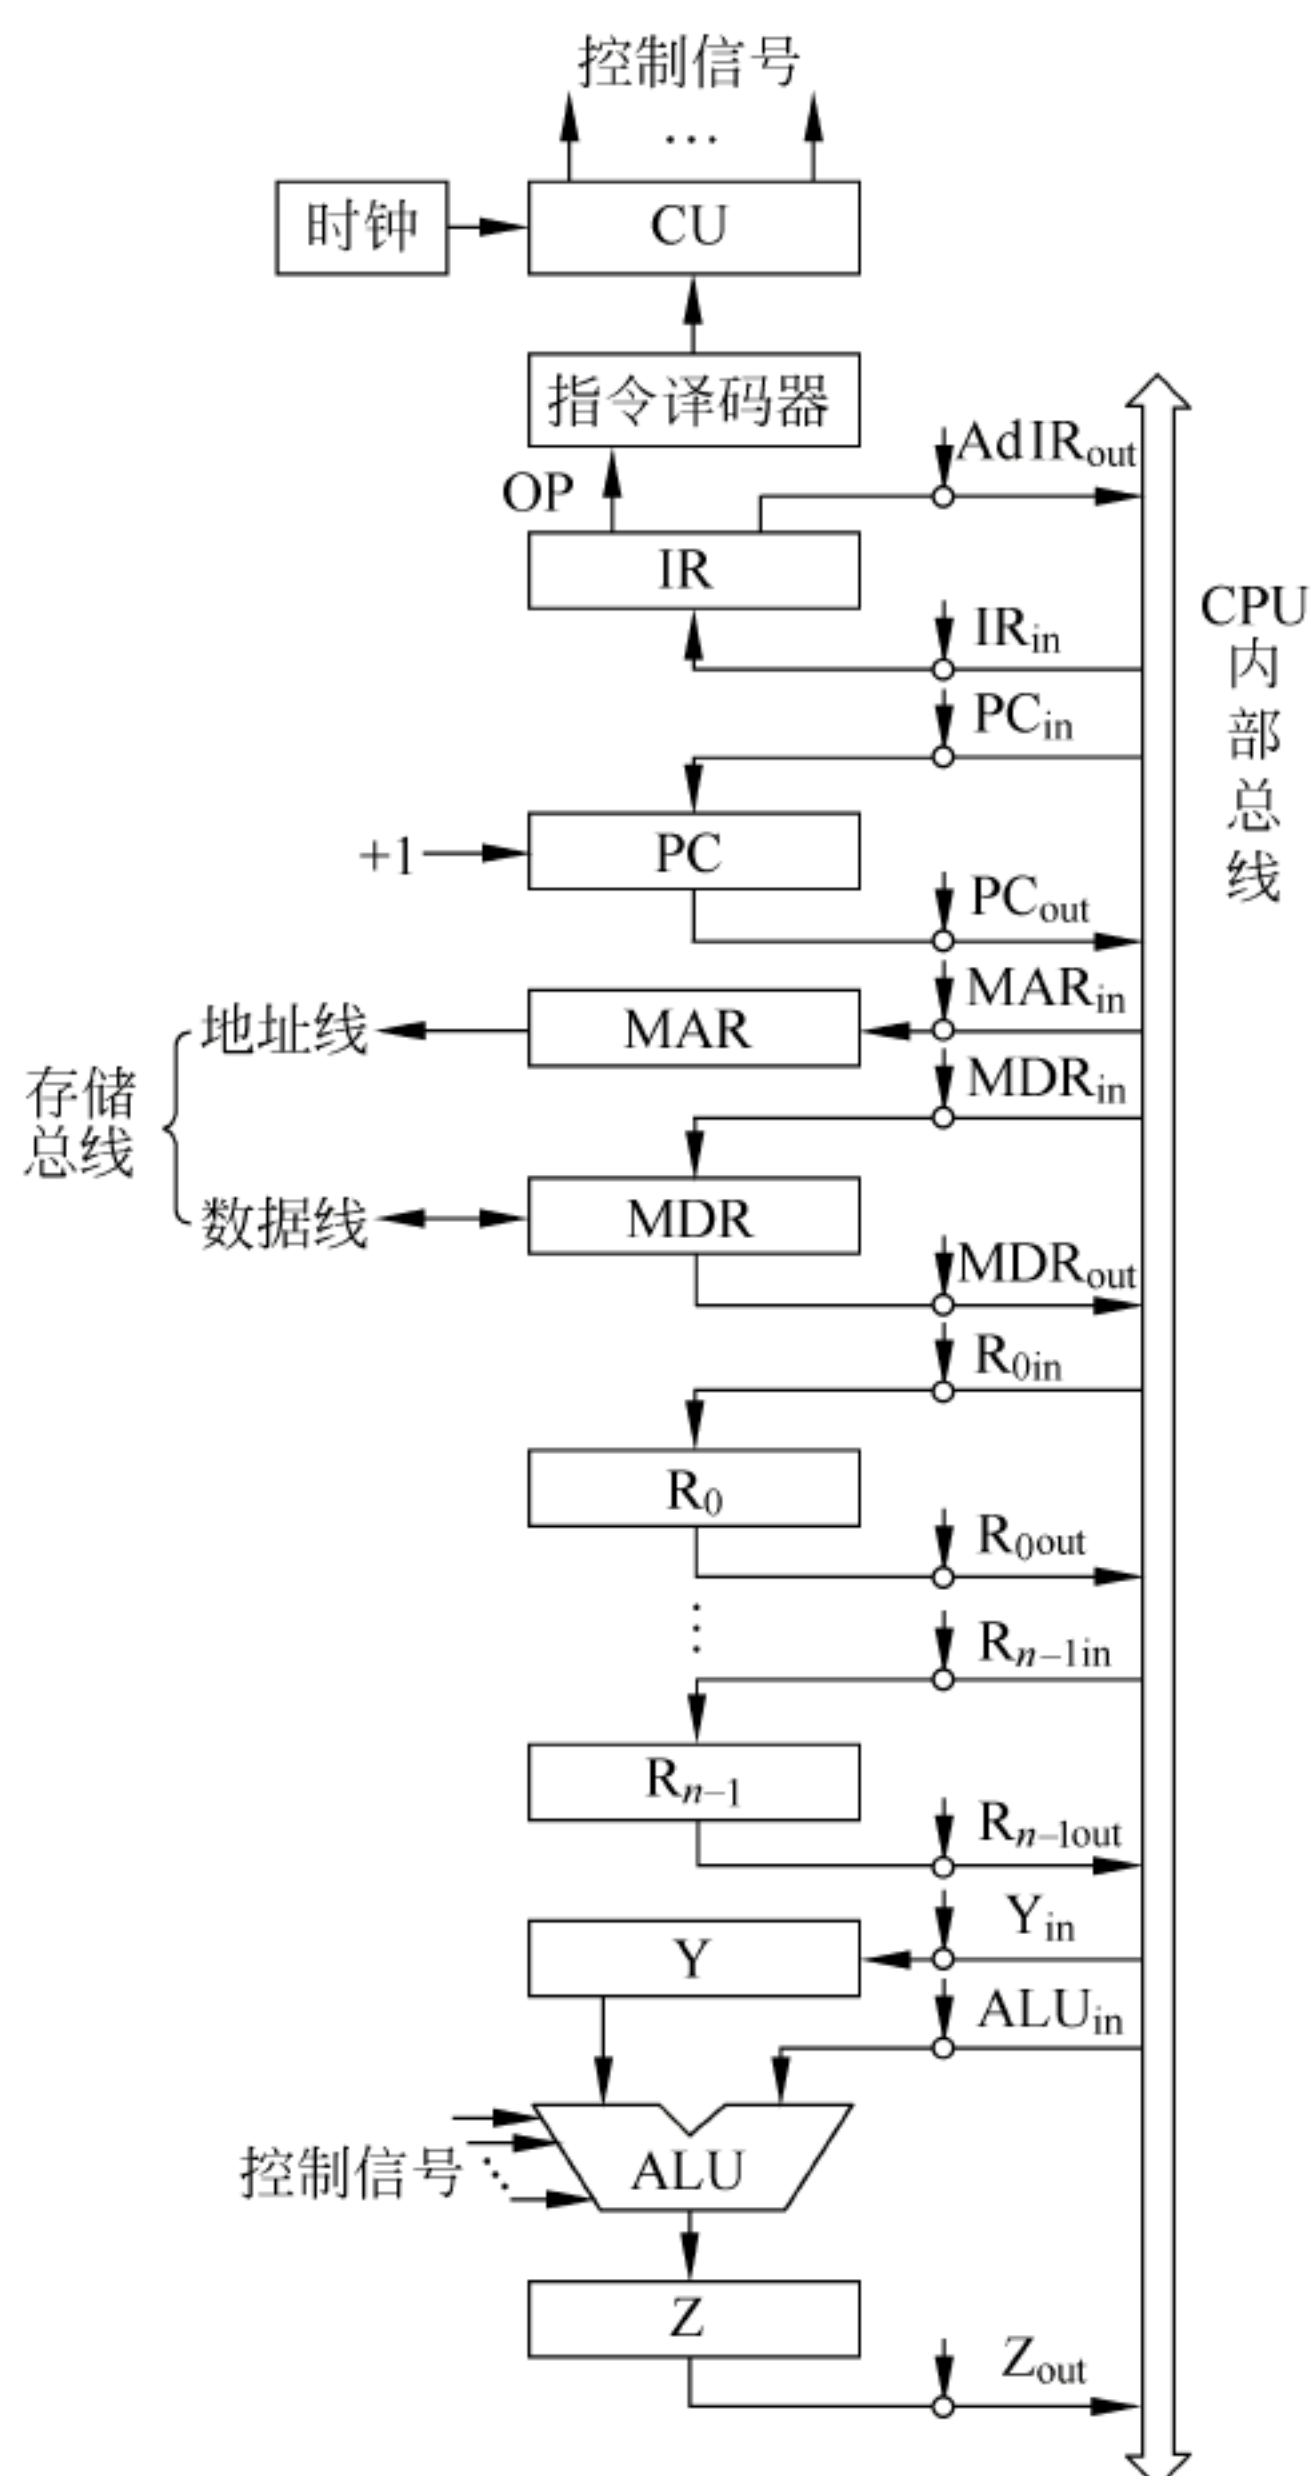 控制信号
…
时钟
CU
指令译码器
AdIRout
OP
IR
CPU
内
部
总
线
IRin
PCin
+1
PC
PCout
地址线
MAR
MARin
存储
总线
MDRin
数据线
MDR
MDRout
R0in
R0
R0out
⋮
Rn–1in
Rn–1
Rn–1out
Yin
Y
ALUin
控制信号
⋱
ALU
Z
Zout